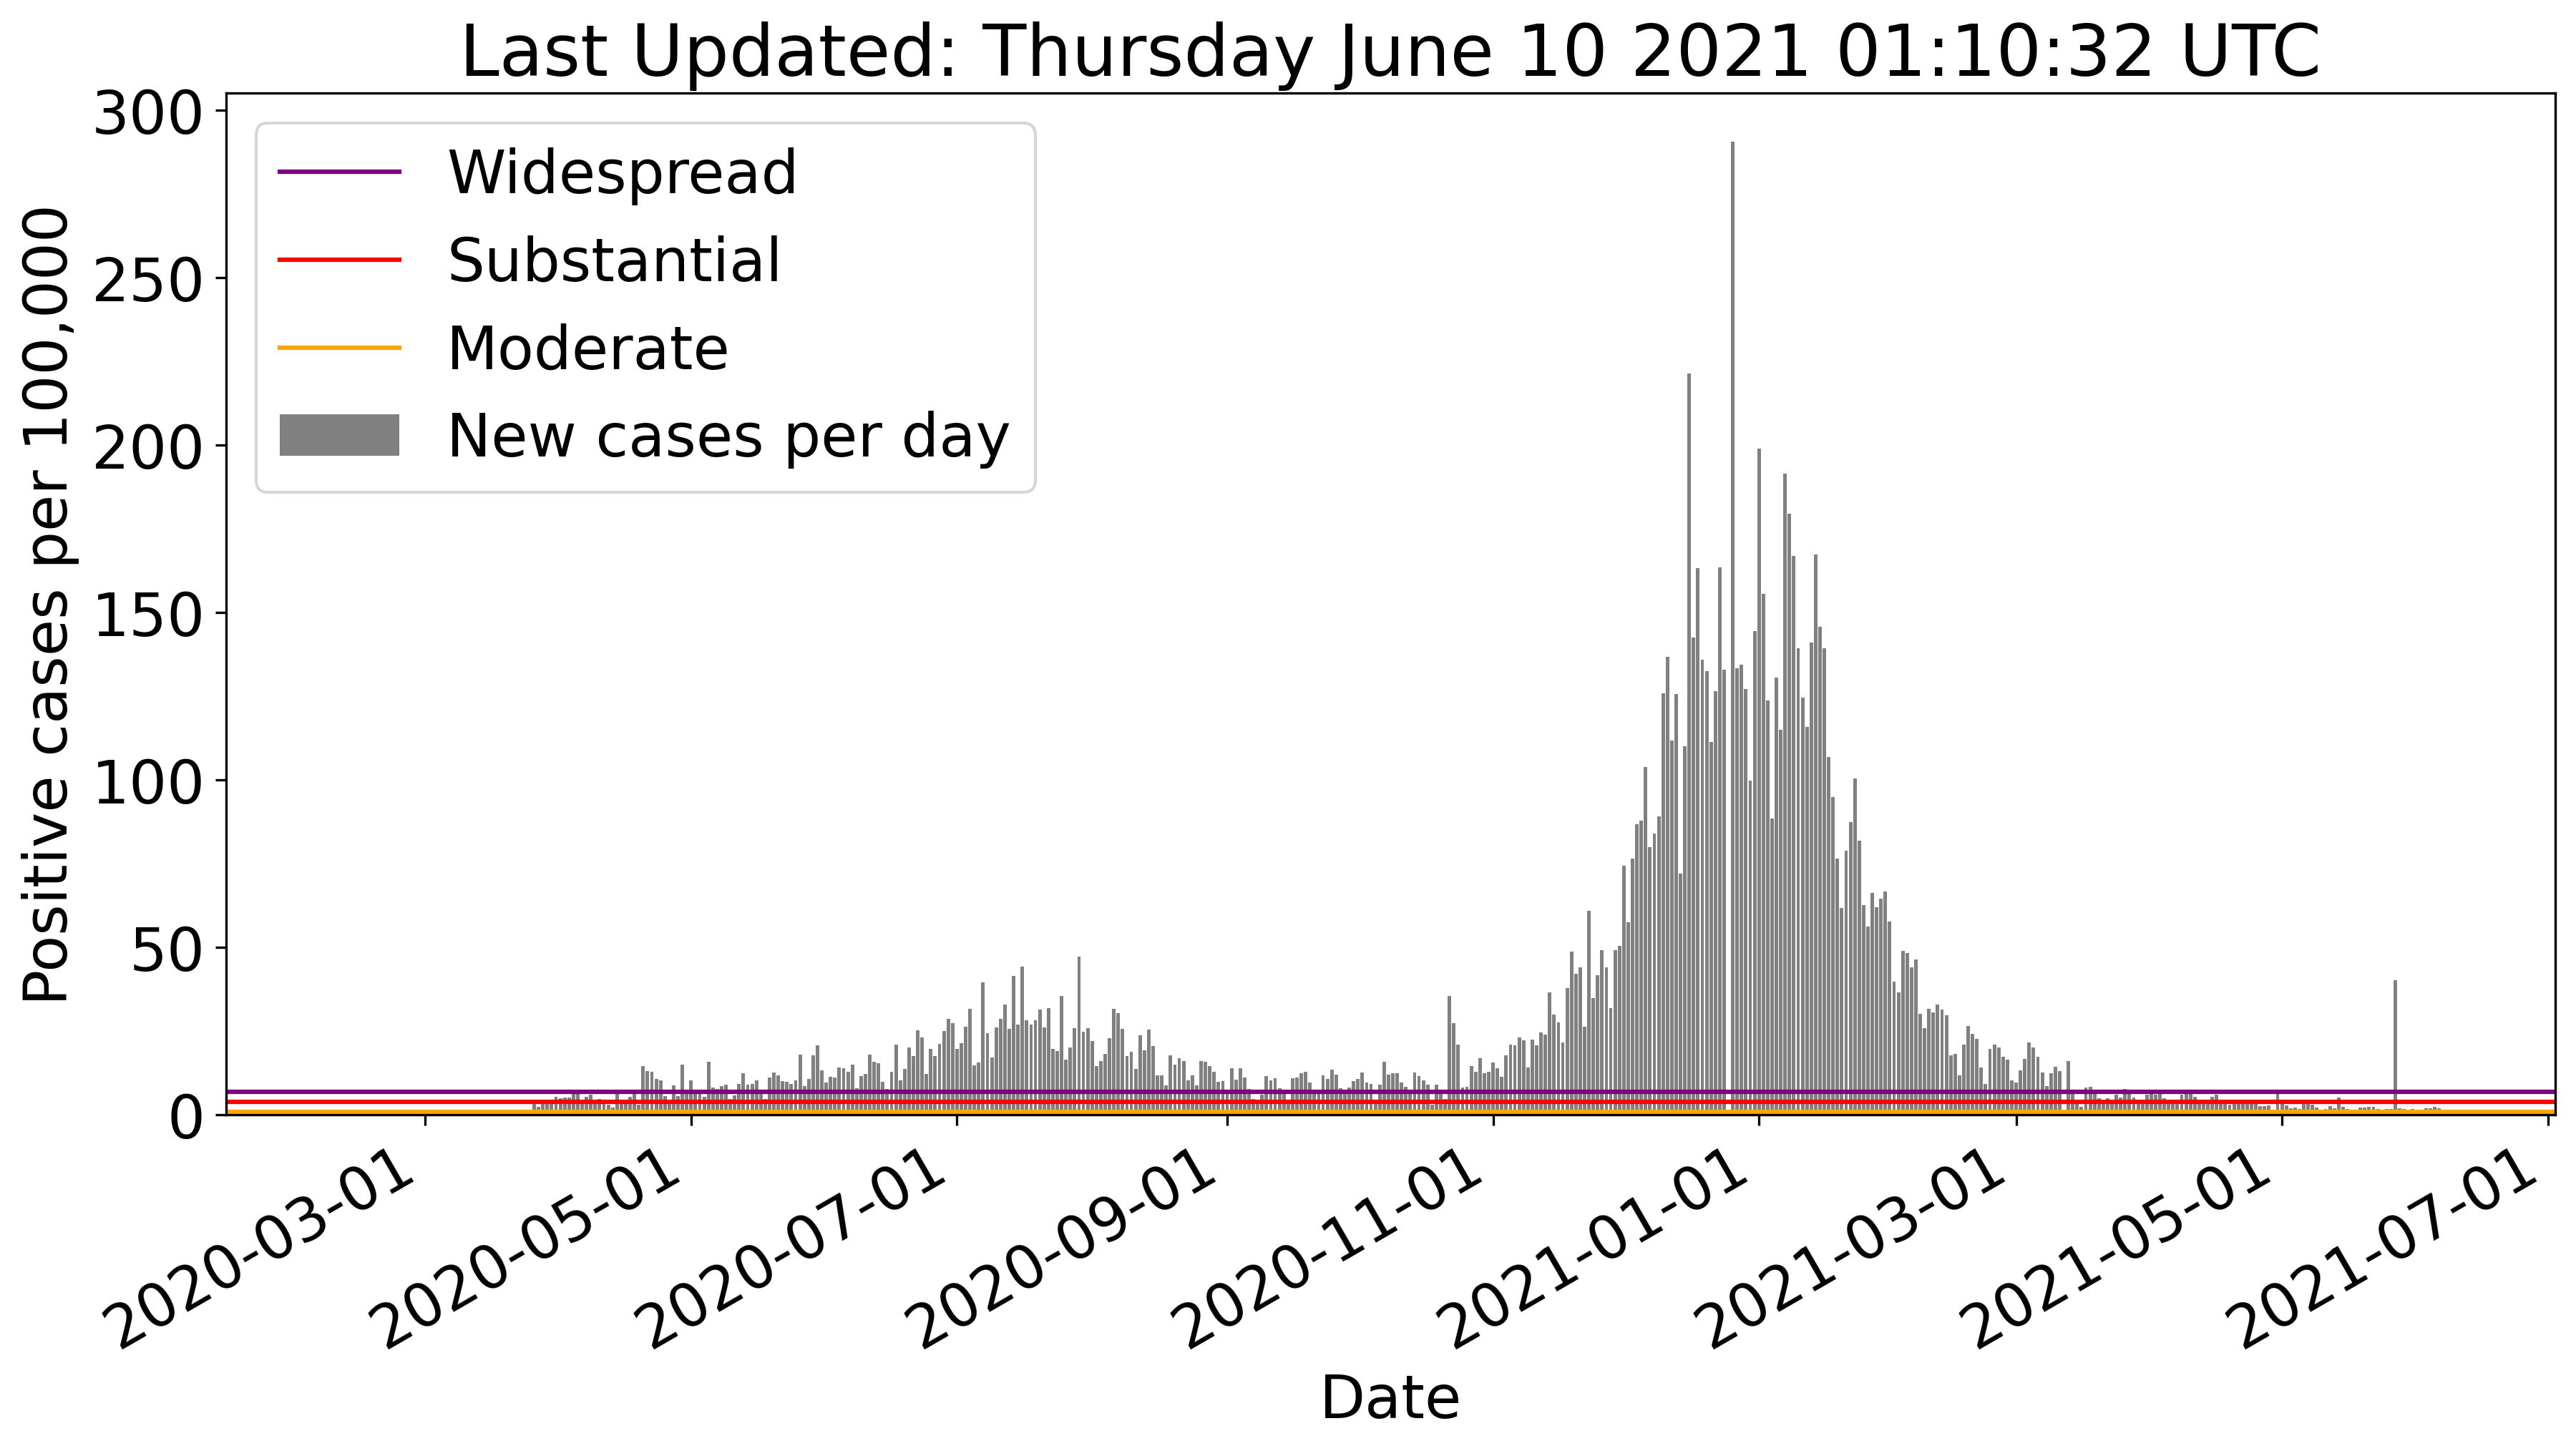 Last Updated: Thursday June 10 2021 01:10:32 UTC
300
250
200
150
100
50
0
Positive cases per 100,000
Widespread
Substantial
Moderate
New cases per day
2020-03-01
2020-05-01
2020-07-01
2020-09-01
2020-11-01
2021-01-01
2021-03-01
2021-05-01
2021-07-01
Date